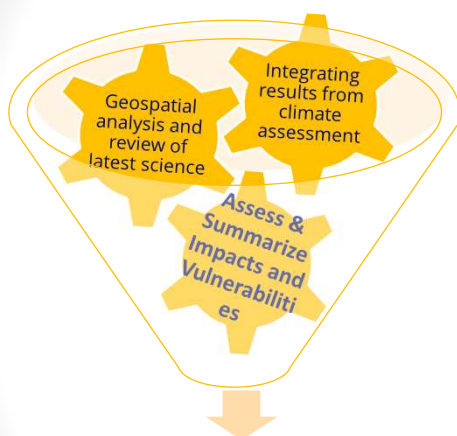 Geospatial
analysis and
review of
latest science
Integrating
results from
climate
assessment
Assess &
Summarize
Impacts and
Vulnerabiliti
es